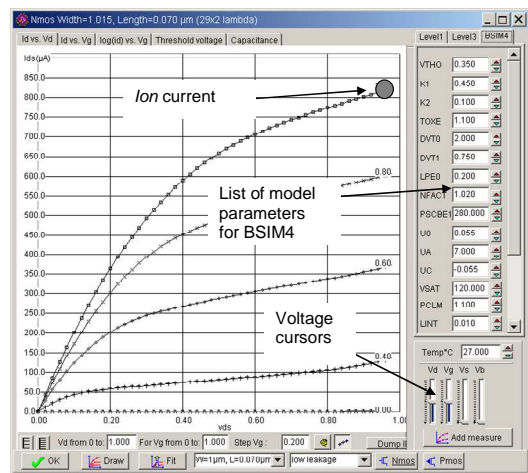 Nmos Width=1.015, Length=0.070 µm (29x2 lambda)
Id vs. Vd Id vs. Vg log(id) vs. Vg Threshold voltage Capacitance
Level1 Level3 BSIM4
Ids(µA)
850.0
800.0
750.0
700.0
650.0
600.0
550.0
500.0
450.0
400.0
350.0
300.0
250.0
200.0
150.0
100.0
50.0
0.0
0.00 0.20 0.40 0.60 0.80 1.0
vds
0.80
0.60
0.40
0.00
Ion current
List of model
parameters
for BSIM4
Voltage
cursors
VTHO 0.350
K1 0.450
K2 0.100
TOXE 1.100
DVT0 2.000
DVT1 0.750
LPE0 0.200
NFACT 1.020
PSCBE1 280.000
U0 0.055
UA 7.000
UC -0.055
VSAT 120.000
PCLM 1.100
LINT 0.010
Temp°C 27.000
Vd Vg Vs Vb
Add measure
Vd from 0 to: 1.000 For Vg from 0 to: 1.000 Step Vg : 0.200 Dump
OK Draw Fit W=1µm, L=0.070µm low leakage Nmos Pmos